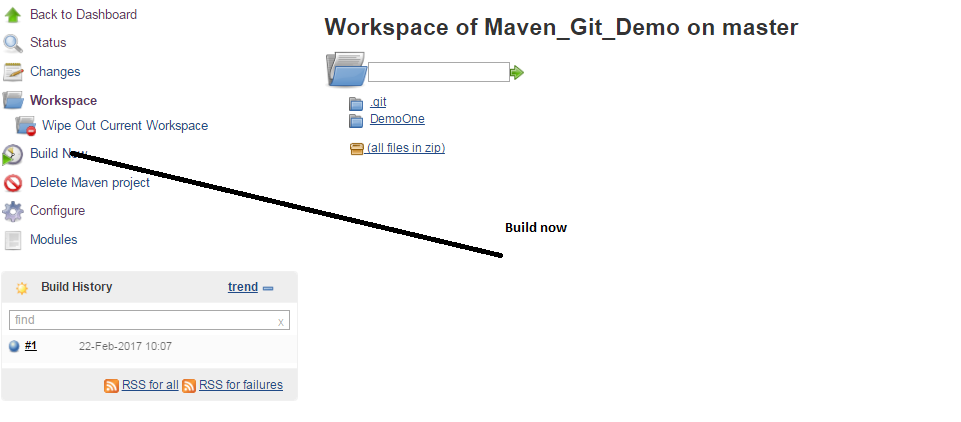 Back to Dashboard
Status
Changes
Workspace
Wipe Out Current Workspace
Build Now
Delete Maven project
Configure
Modules
Build History
trend
find
x
#1
22-Feb-2017 10:07
RSS for all
RSS for failures
Workspace of Maven_Git_Demo on master
.git
DemoOne
(all files in zip)
Build now